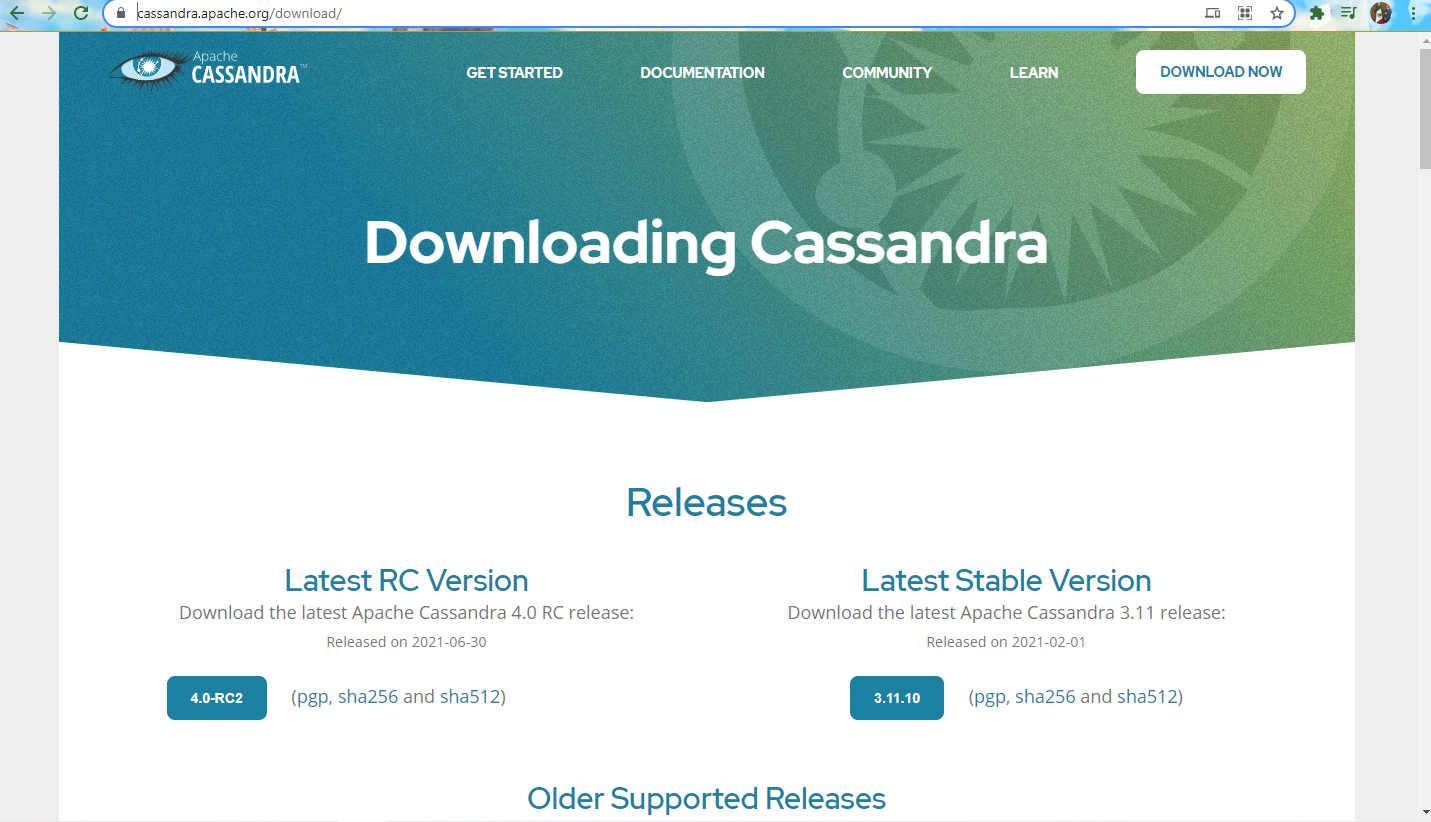 cassandra.apache.org/download/
Apache
CASSANDRA™
GET STARTED DOCUMENTATION COMMUNITY LEARN DOWNLOAD NOW
Downloading Cassandra
Releases
Latest RC Version
Download the latest Apache Cassandra 4.0 RC release:
Released on 2021-06-30
4.0-RC2 (pgp, sha256 and sha512)
Latest Stable Version
Download the latest Apache Cassandra 3.11 release:
Released on 2021-02-01
3.11.10 (pgp, sha256 and sha512)
Older Supported Releases